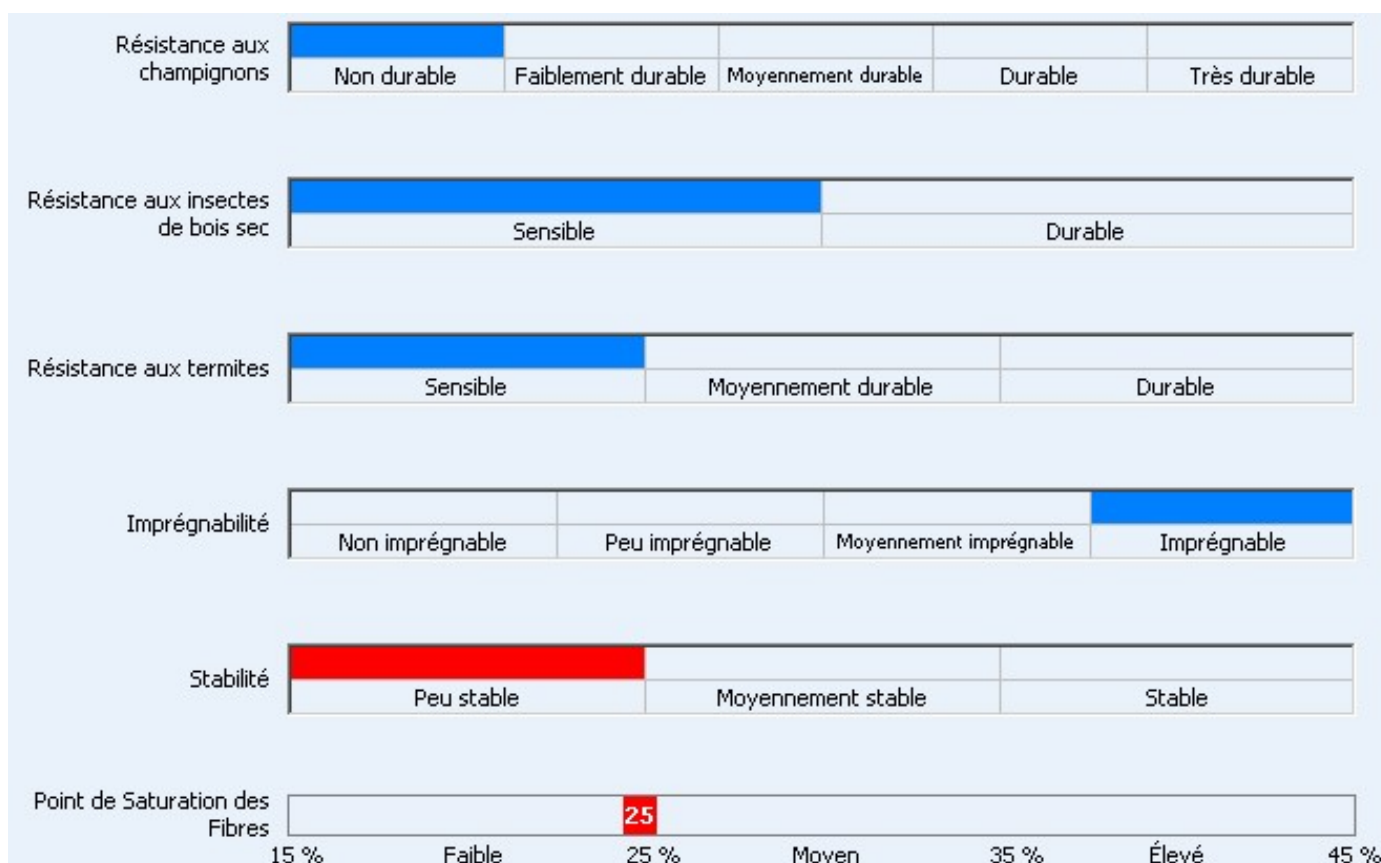 Résistance aux
champignons
Non durable Faiblement durable Moyennement durable Durable Très durable
Résistance aux insectes
de bois sec
Sensible Durable
Résistance aux termites
Sensible Moyennement durable Durable
Imprégnabilité
Non imprégnable Peu imprégnable Moyennement imprégnable Imprégnable
Stabilité
Peu stable Moyennement stable Stable
Point de Saturation des
Fibres
25
15 % Faible 25 % Moyen 35 % Élevé 45 %